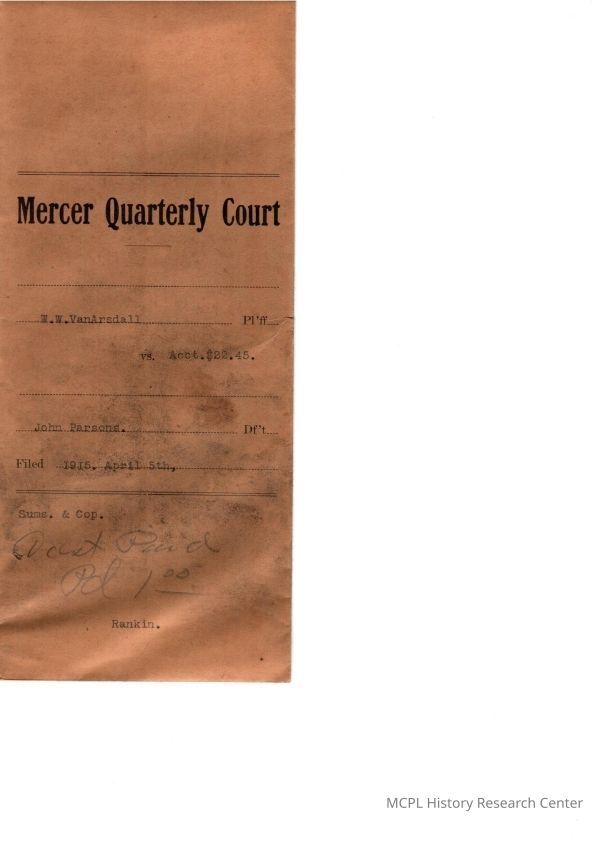 Mercer Quarterly Court
W.W.VanArsdall Pl'ff
vs. Acct.$22.45.
John Parsons. Df't
Filed 1915, April 5th,
Sums. & Cop.
Cost Paid
Pd 1 00
Rankin.
MCPL History Research Center